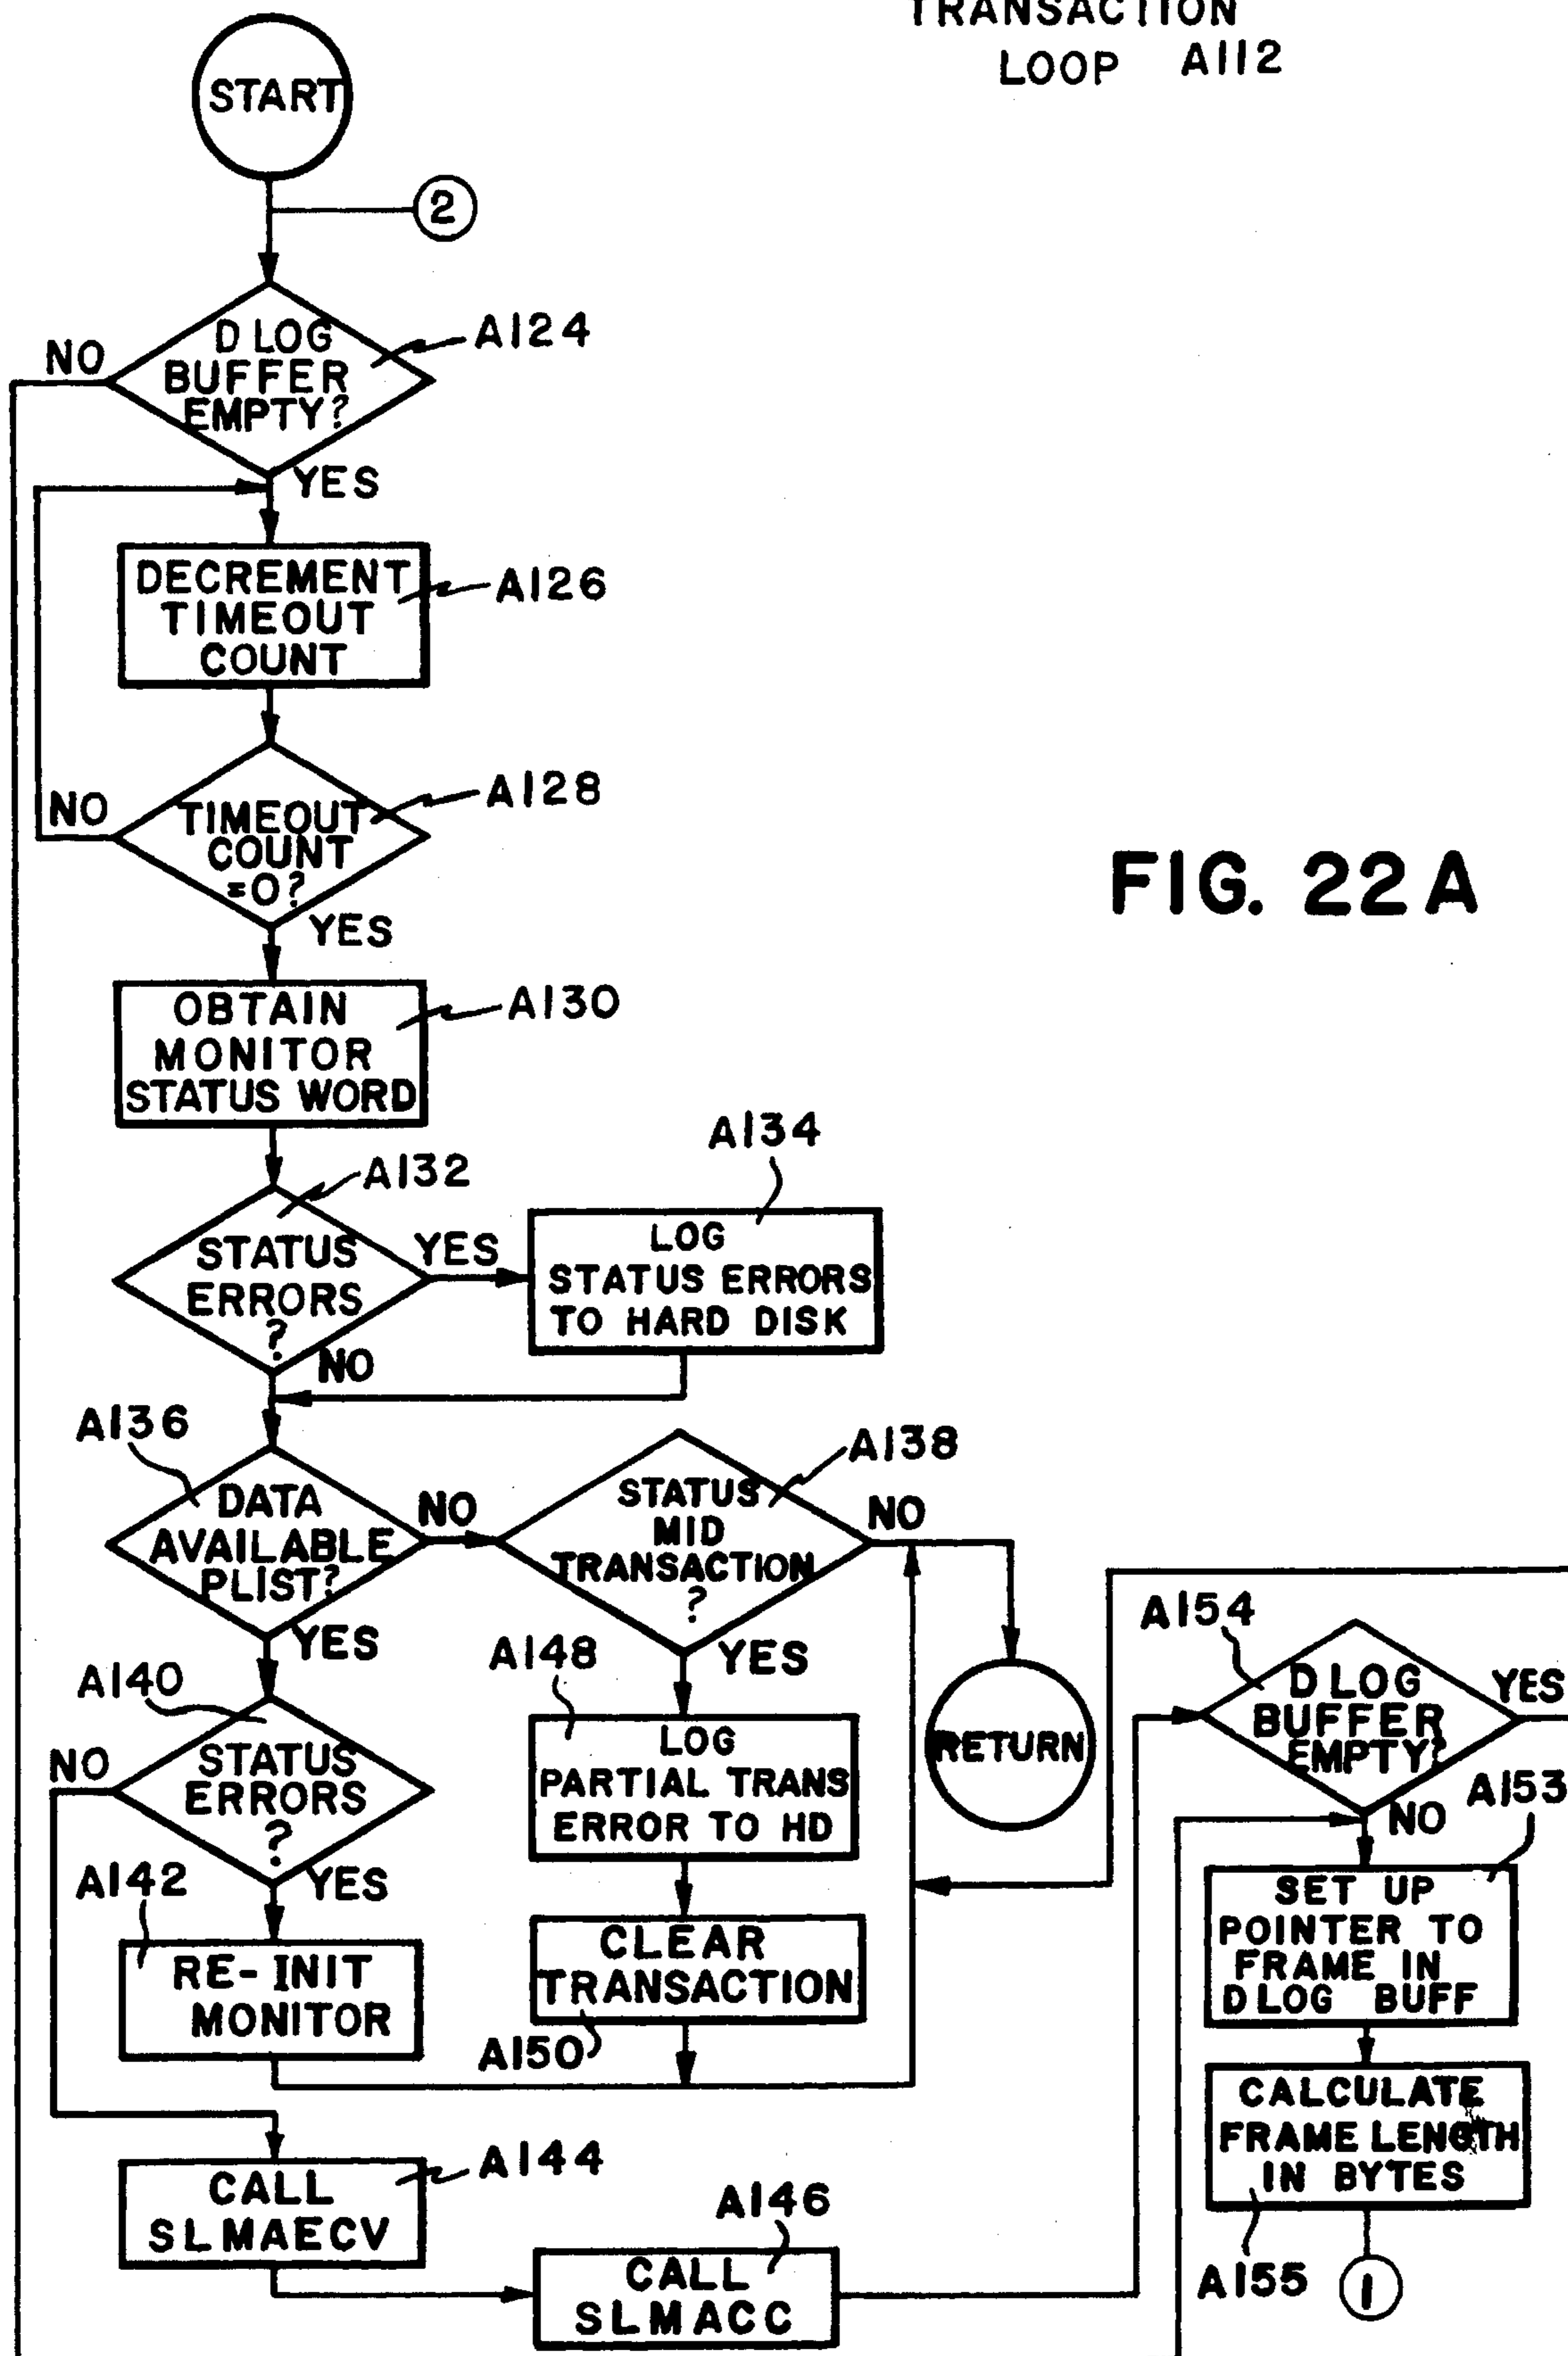 TRANSACTION
LOOP A112
START
2
D LOG
BUFFER
EMPTY?
A124
NO
YES
DECREMENT
TIMEOUT
COUNT
A126
TIMEOUT
COUNT
=0?
A128
NO
YES
FIG. 22A
OBTAIN
MONITOR
STATUS WORD
A130
A132
STATUS
ERRORS
?
YES
NO
A134
LOG
STATUS ERRORS
TO HARD DISK
A136
DATA
AVAILABLE
PLIST?
NO
YES
A138
STATUS
MID
TRANSACTION
?
NO
YES
RETURN
A140
STATUS
ERRORS
?
NO
YES
A148
LOG
PARTIAL TRANS
ERROR TO HD
A142
RE-INIT
MONITOR
CLEAR
TRANSACTION
A150
A154
D LOG
BUFFER
EMPTY?
YES
NO
A153
SET UP
POINTER TO
FRAME IN
D LOG BUFF
CALCULATE
FRAME LENGTH
IN BYTES
A155
1
CALL
SLMAECV
A144
A146
CALL
SLMACC